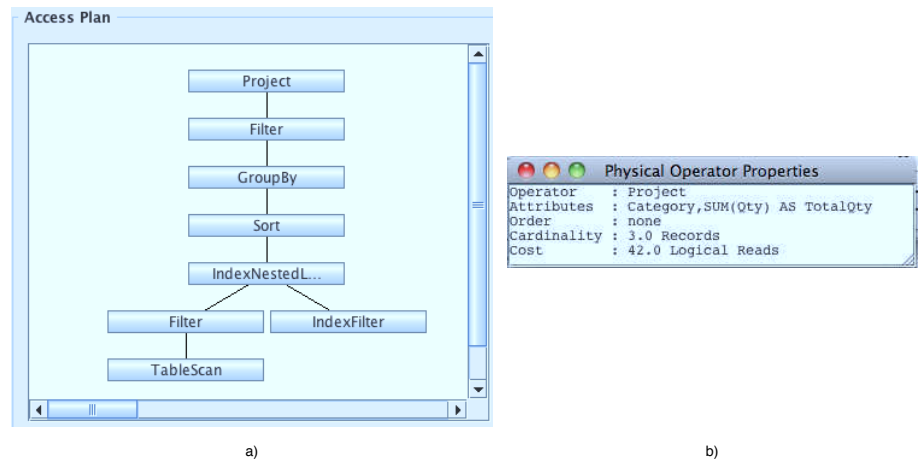 Access Plan
Project
Filter
GroupBy
Sort
IndexNestedL...
Filter
IndexFilter
TableScan
a)
Physical Operator Properties
Operator : Project
Attributes : Category,SUM(Qty) AS TotalQty
Order : none
Cardinality : 3.0 Records
Cost : 42.0 Logical Reads
b)